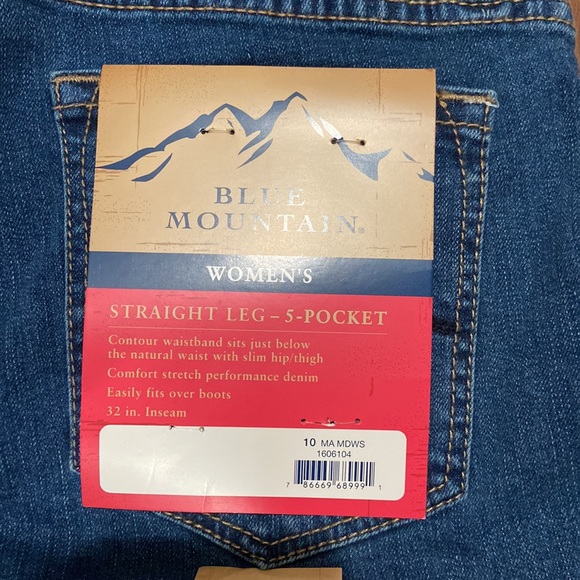 BLUE
MOUNTAIN®
WOMEN'S
STRAIGHT LEG – 5-POCKET
Contour waistband sits just below
the natural waist with slim hip/thigh
Comfort stretch performance denim
Easily fits over boots
32 in. Inseam
10 MA MDWS
1606104
7 86669 68999 1